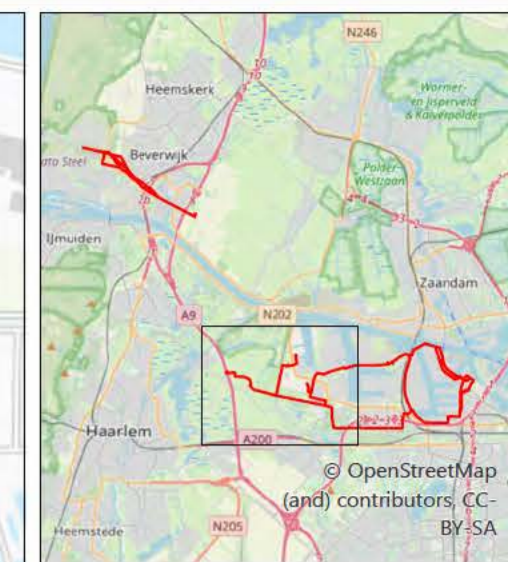 N246
Heemskerk
Wormer-
en Jisperveld
& Kalverpolder
Beverwijk
ata Steel
Polder
Westzaan
IJmuiden
Zaandam
A9
N202
Haarlem
A200
© OpenStreetMap
(and) contributors, CC-
BY-SA
Heemstede
N205